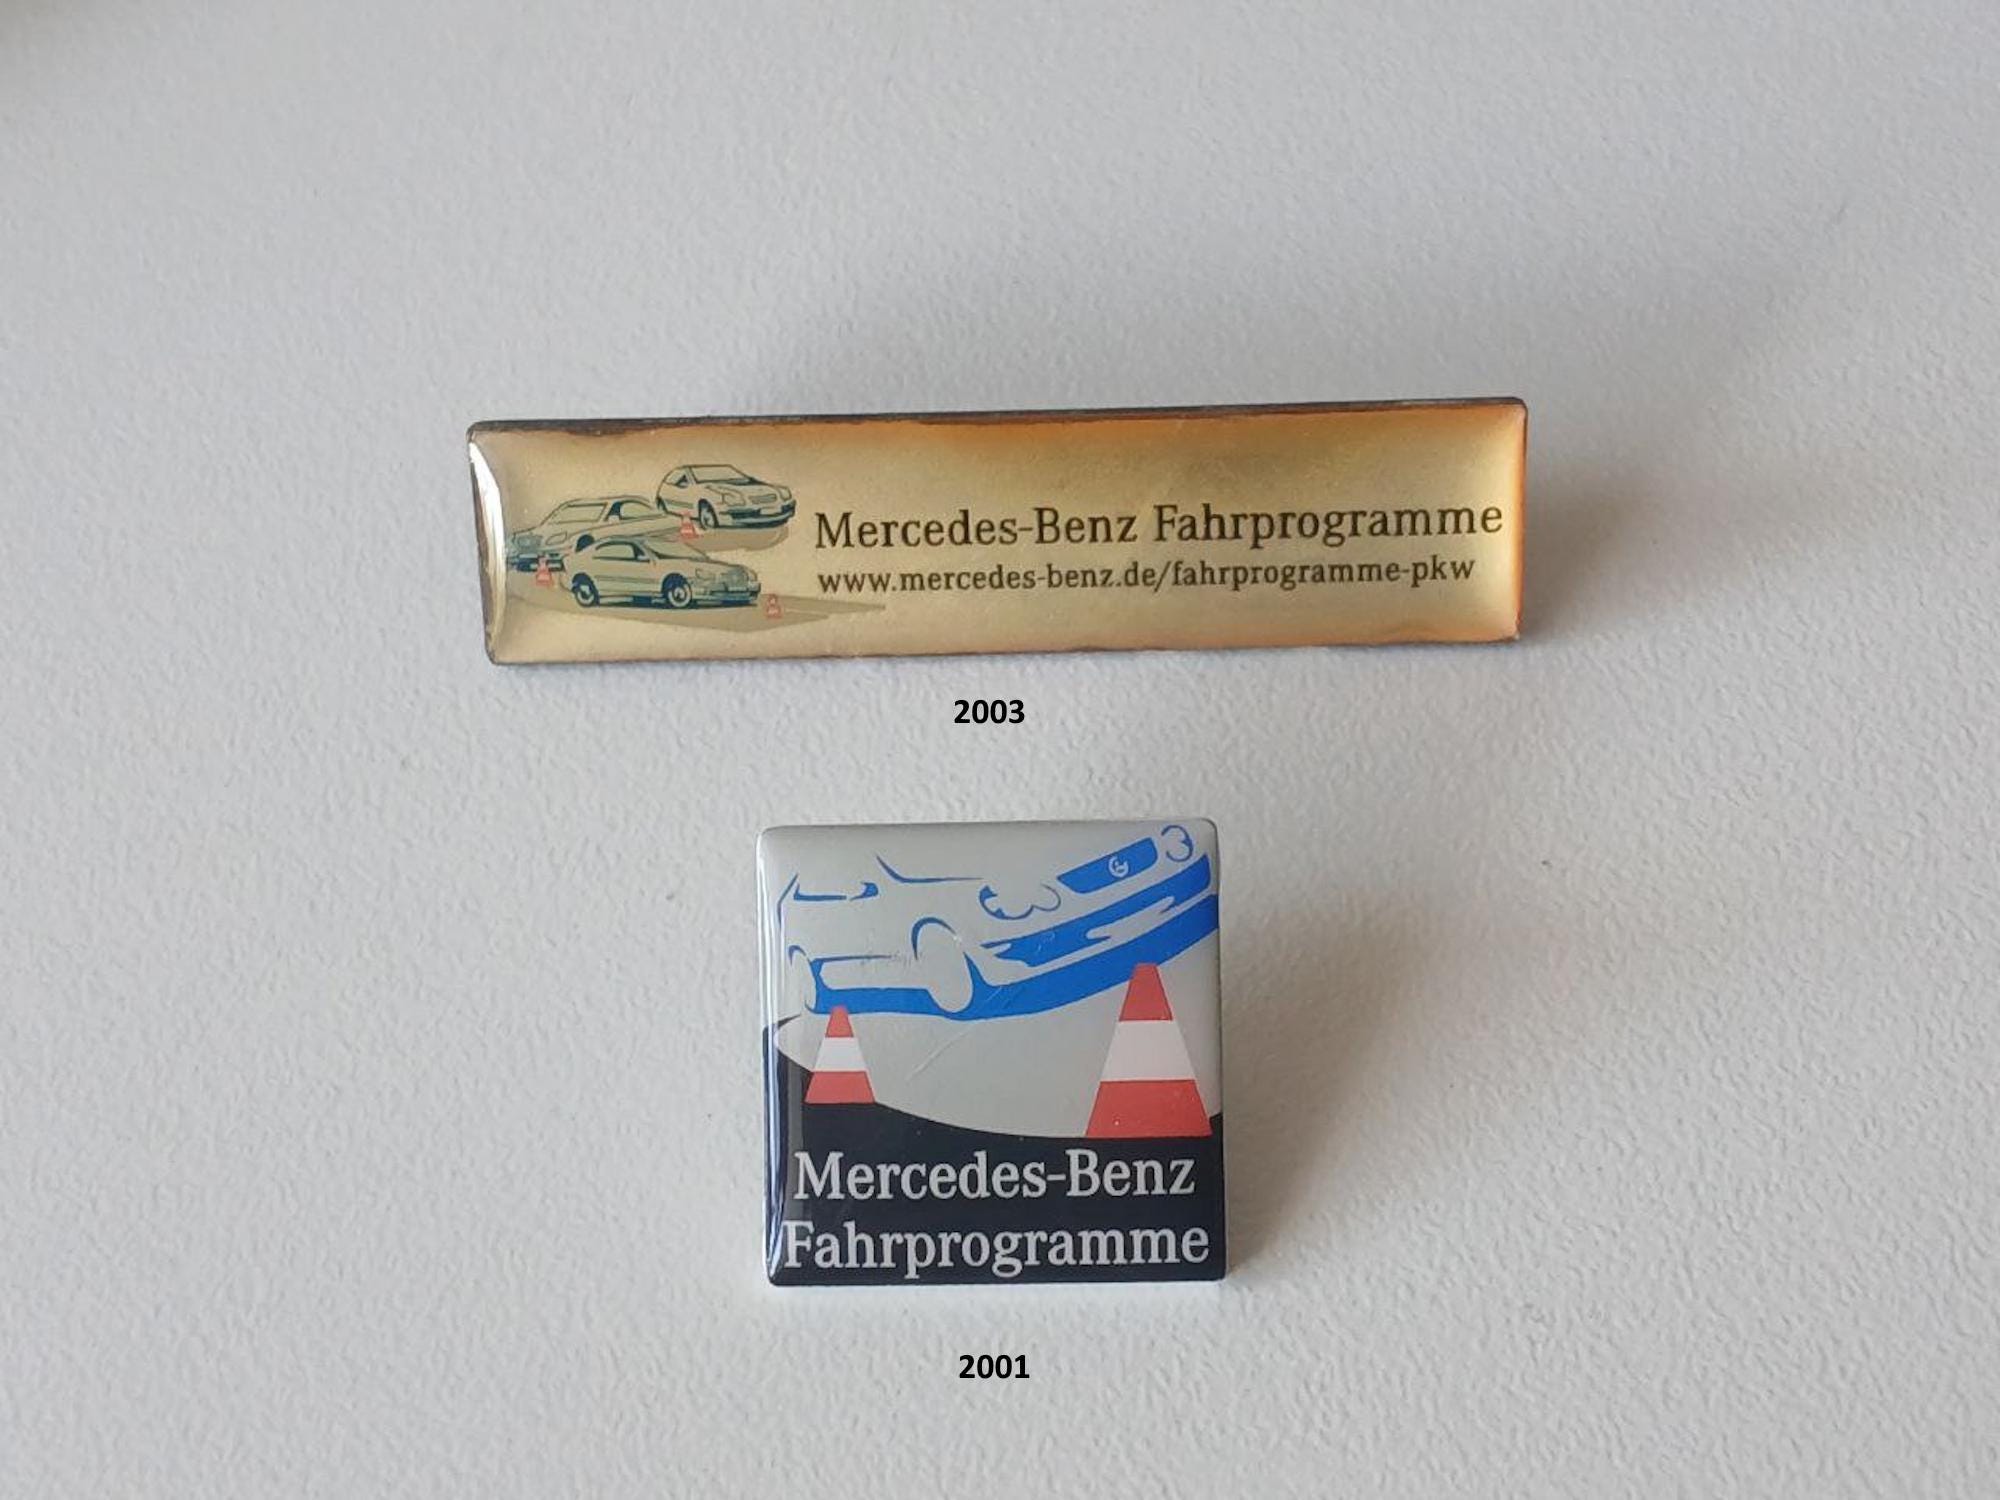 Mercedes-Benz Fahrprogramme
www.mercedes-benz.de/fahrprogramme-pkw
2003
Mercedes-Benz
Fahrprogramme
2001